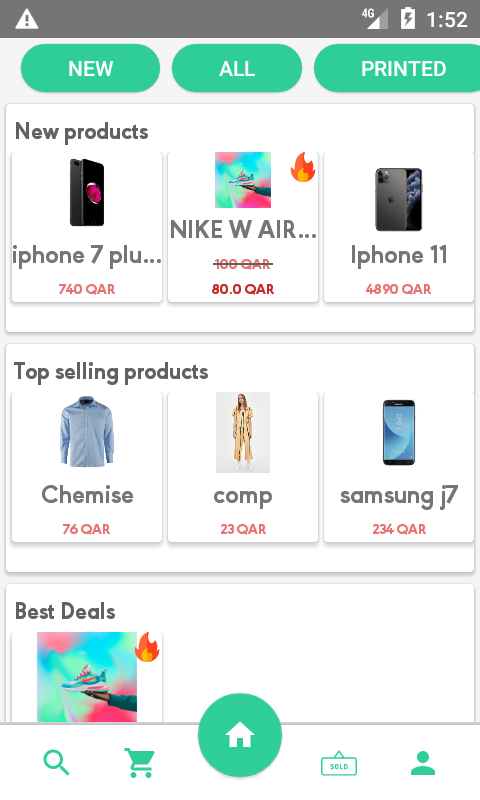 4G 1:52
NEW ALL PRINTED
New products
iphone 7 plu... NIKE W AIR... Iphone 11
740 QAR 100 QAR 4890 QAR
80.0 QAR
Top selling products
Chemise comp samsung j7
76 QAR 23 QAR 234 QAR
Best Deals
SOLD